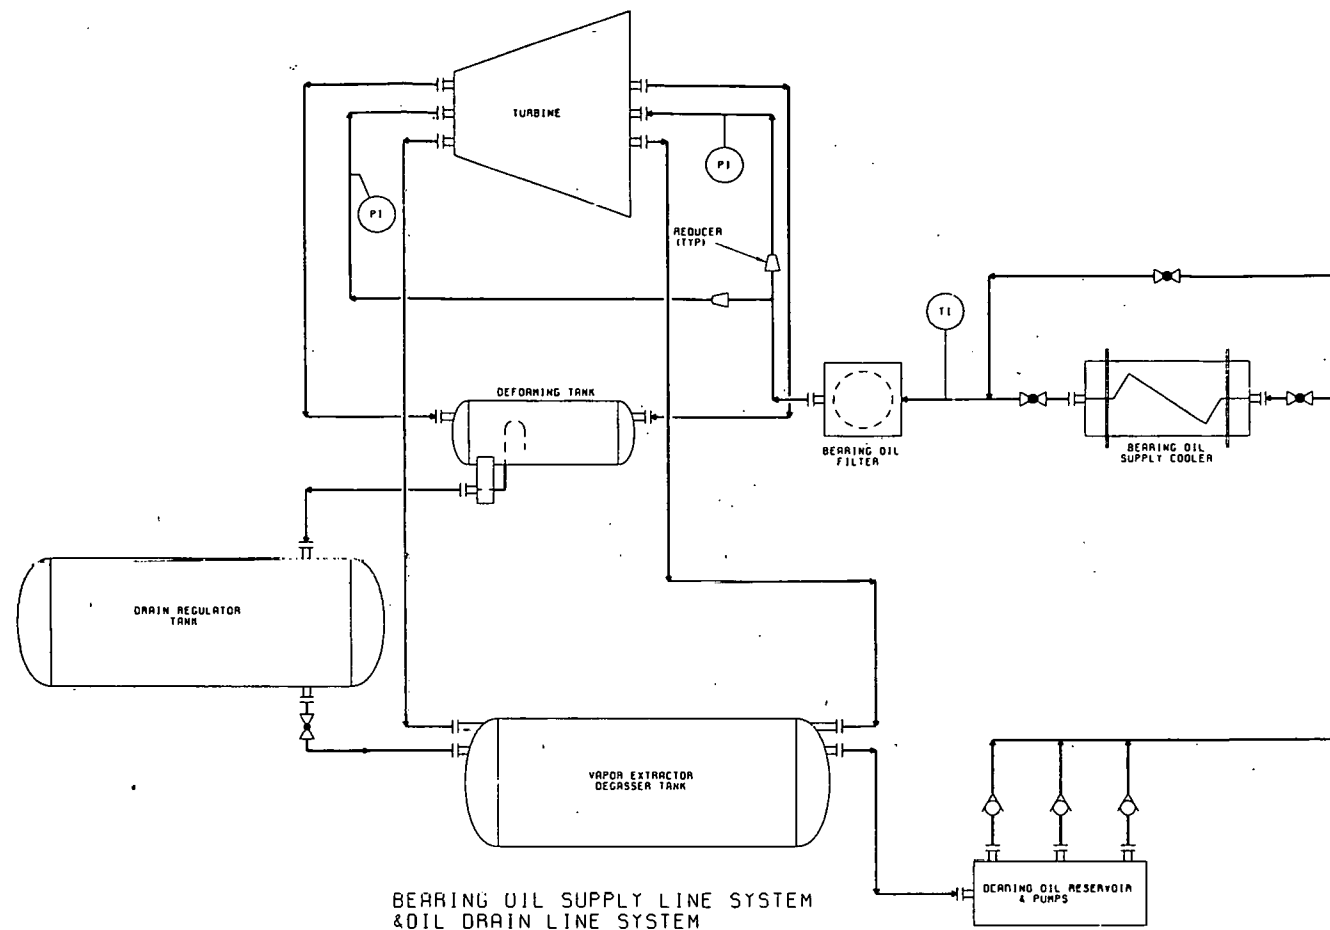 TURBINE
PI
PI
REDUCER
(TYP)
TI
DEFORMING TANK
BEARING OIL
FILTER
BEARING OIL
SUPPLY COOLER
DRAIN REGULATOR
TANK
VAPOR EXTRACTOR
DEGASSER TANK
BEARING OIL RESERVOIR
& PUMPS
BEARING OIL SUPPLY LINE SYSTEM
&OIL DRAIN LINE SYSTEM